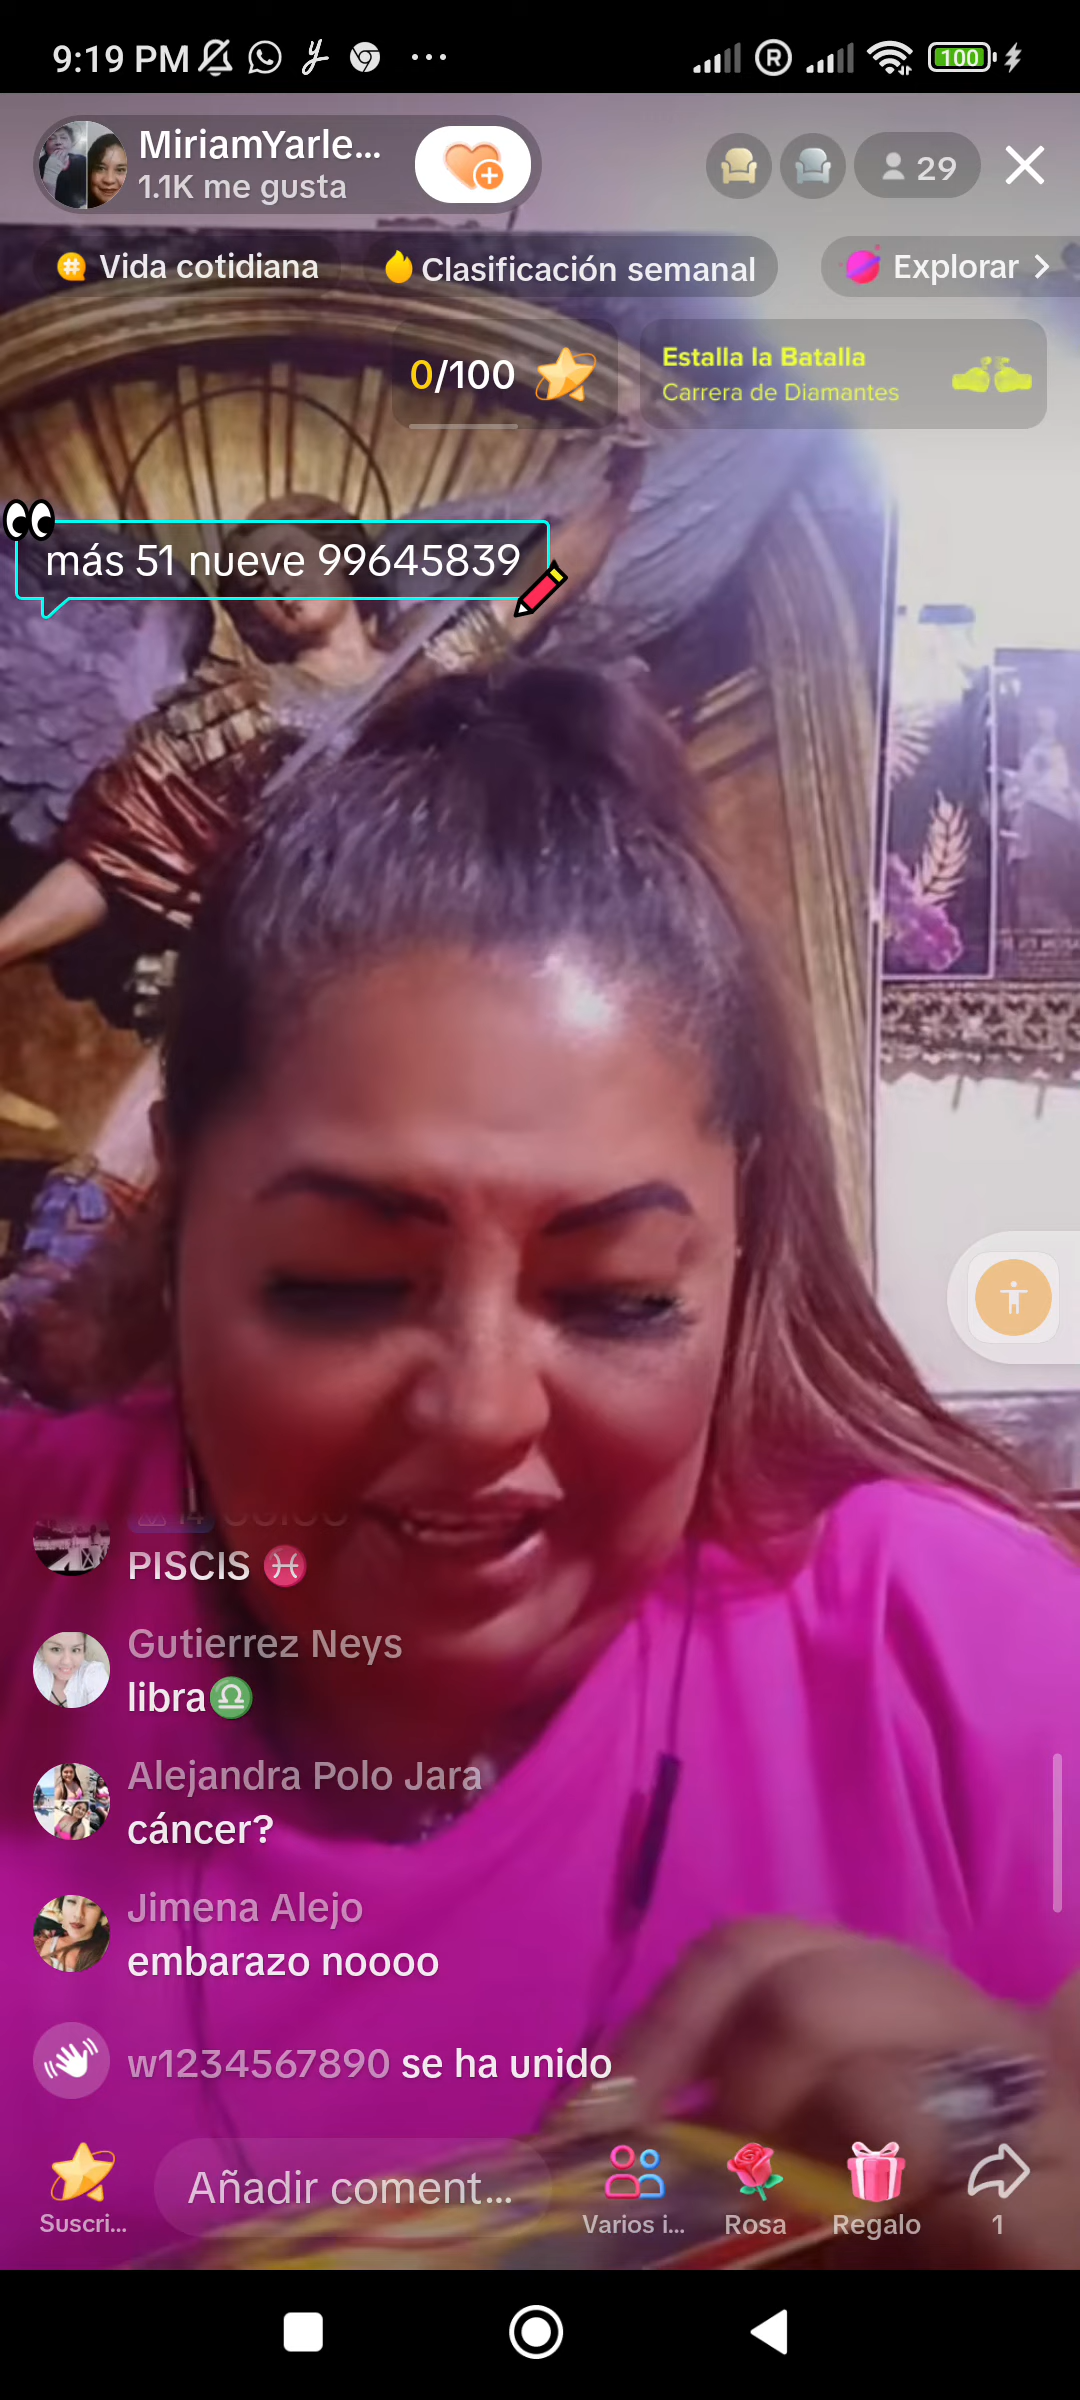 9:19 PM
100
MiriamYarle...
1.1K me gusta
29
Vida cotidiana
Clasificación semanal
Explorar
0/100
Estalla la Batalla
Carrera de Diamantes
más 51 nueve 99645839
PISCIS ♓
Gutierrez Neys
libra♎
Alejandra Polo Jara
cáncer?
Jimena Alejo
embarazo noooo
w1234567890 se ha unido
Añadir coment...
Suscri...
Varios i...
Rosa
Regalo
1